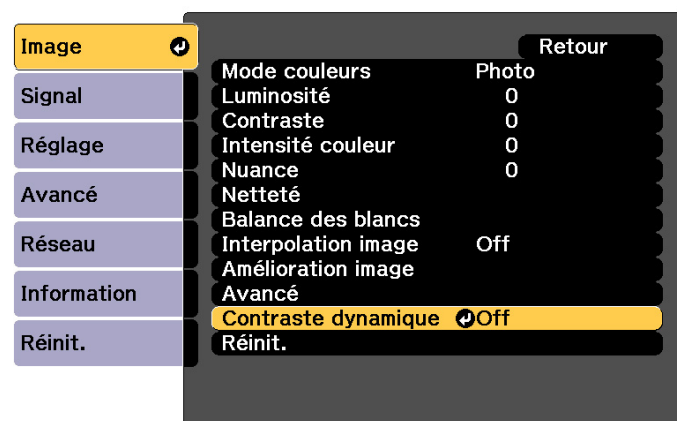 Image
Signal
Réglage
Avancé
Réseau
Information
Réinit.
Retour
Mode couleurs Photo
Luminosité 0
Contraste 0
Intensité couleur 0
Nuance 0
Netteté
Balance des blancs
Interpolation image Off
Amélioration image
Avancé
Contraste dynamique Off
Réinit.